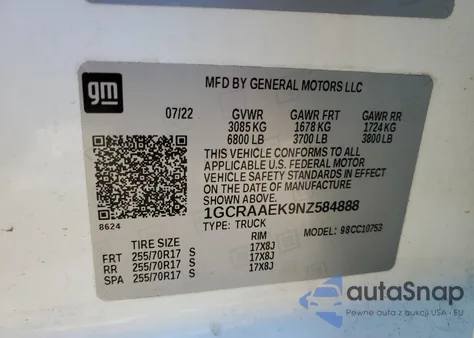 gm
MFD BY GENERAL MOTORS LLC
07/22 GVWR GAWR FRT GAWR RR
3085 KG 1678 KG 1724 KG
6800 LB 3700 LB 3800 LB
THIS VEHICLE CONFORMS TO ALL
APPLICABLE U.S. FEDERAL MOTOR
VEHICLE SAFETY STANDARDS IN EFFECT
ON THE DATE OF MANUFACTURE
SHOWN ABOVE.
1GCRAAEK9NZ584888
TYPE: TRUCK MODEL: 98CC10753
8624
TIRE SIZE RIM
FRT 255/70R17 S 17X8J
RR 255/70R17 S 17X8J
SPA 255/70R17 S 17X8J
autaSnap
Pewne auta z aukcji USA - EU